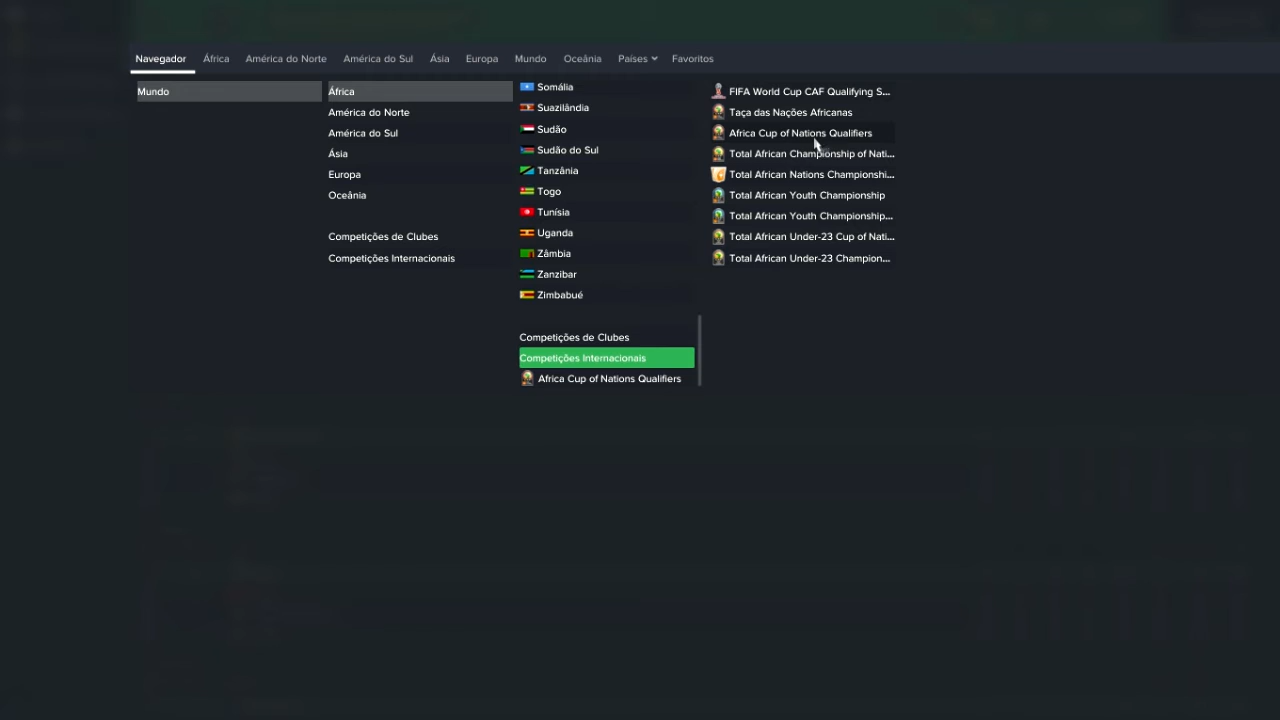 Navegador África América do Norte América do Sul Ásia Europa Mundo Oceânia Países Favoritos
Mundo
África
América do Norte
América do Sul
Ásia
Europa
Oceânia
Competições de Clubes
Competições Internacionais
Somália
Suazilândia
Sudão
Sudão do Sul
Tanzânia
Togo
Tunísia
Uganda
Zâmbia
Zanzibar
Zimbabué
Competições de Clubes
Competições Internacionais
Africa Cup of Nations Qualifiers
FIFA World Cup CAF Qualifying S...
Taça das Nações Africanas
Africa Cup of Nations Qualifiers
Total African Championship of Nati...
Total African Nations Championshi...
Total African Youth Championship
Total African Youth Championship...
Total African Under-23 Cup of Nati...
Total African Under-23 Champion...